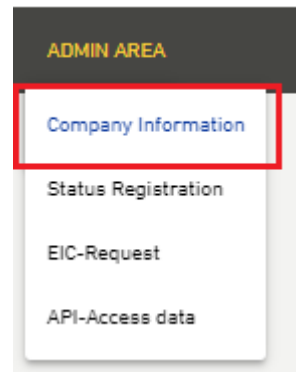 ADMIN AREA
Company Information
Status Registration
EIC-Request
API-Access data